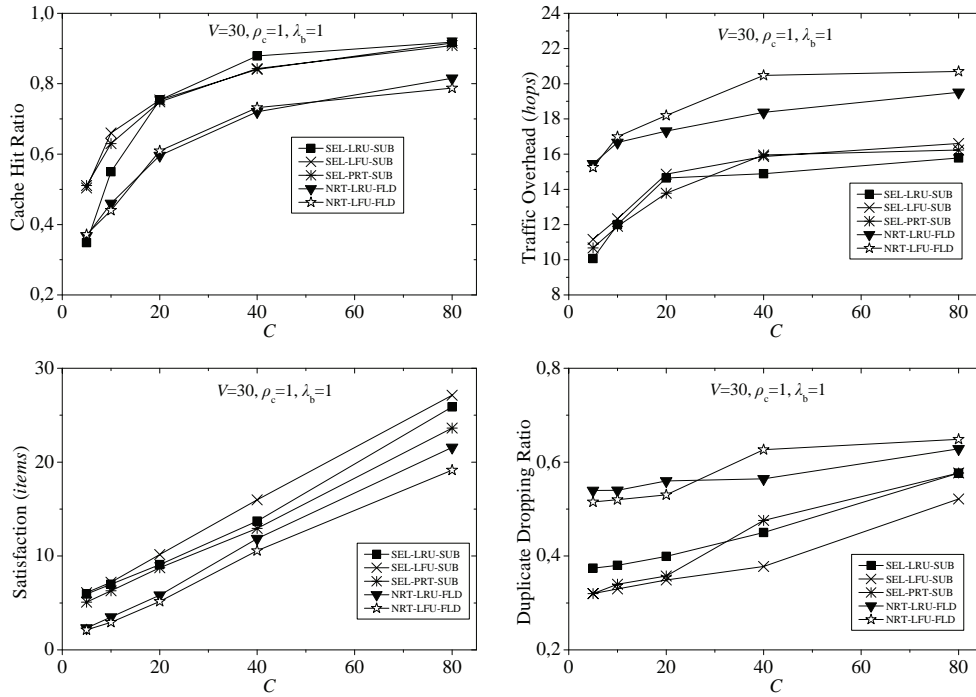 V=30, ρc=1, λb=1
Cache Hit Ratio
1,0
0,8
0,6
0,4
0,2
0
20
40
60
80
C
SEL-LRU-SUB
SEL-LFU-SUB
SEL-PRT-SUB
NRT-LRU-FLD
NRT-LFU-FLD
V=30, ρc=1, λb=1
Traffic Overhead (hops)
24
22
20
18
16
14
12
10
8
0
20
40
60
80
C
SEL-LRU-SUB
SEL-LFU-SUB
SEL-PRT-SUB
NRT-LRU-FLD
NRT-LFU-FLD
V=30, ρc=1, λb=1
Satisfaction (items)
30
20
10
0
0
20
40
60
80
C
SEL-LRU-SUB
SEL-LFU-SUB
SEL-PRT-SUB
NRT-LRU-FLD
NRT-LFU-FLD
V=30, ρc=1, λb=1
Duplicate Dropping Ratio
0,8
0,6
0,4
0,2
0
20
40
60
80
C
SEL-LRU-SUB
SEL-LFU-SUB
SEL-PRT-SUB
NRT-LRU-FLD
NRT-LFU-FLD